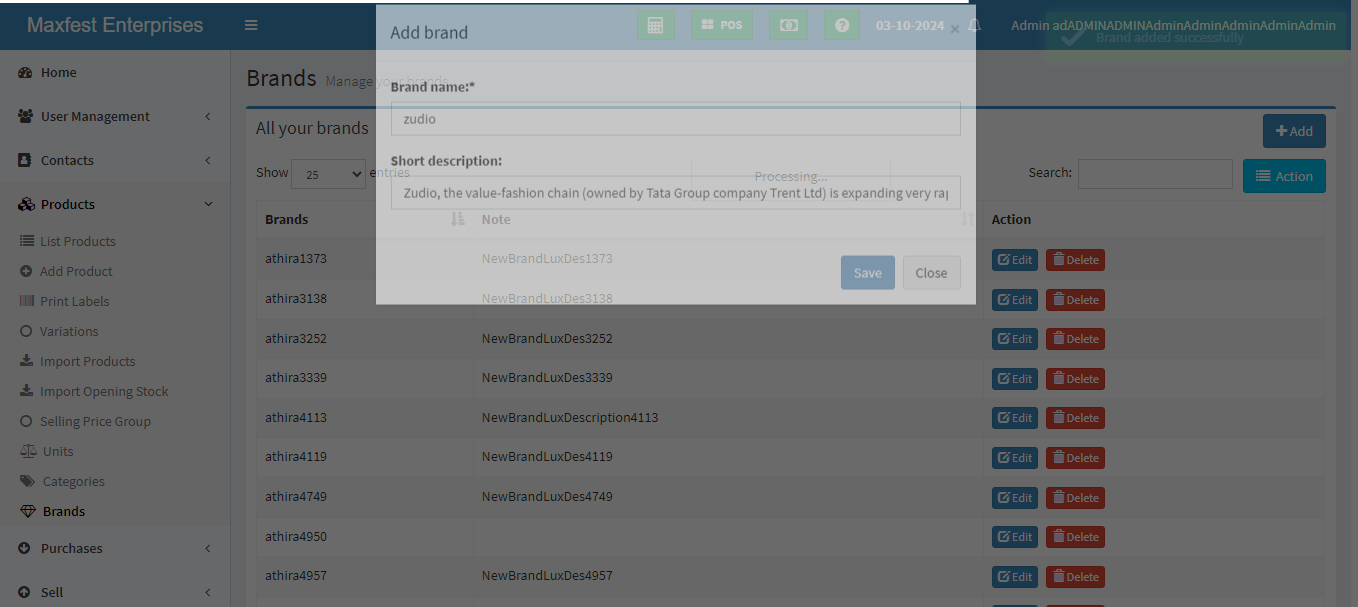 Maxfest Enterprises
Add brand
POS
03-10-2024
×
Admin adADMINADMINAdminAdminAdminAdminAdmin
Brand added successfully
Home
User Management
Contacts
Products
List Products
Add Product
Print Labels
Variations
Import Products
Import Opening Stock
Selling Price Group
Units
Categories
Brands
Purchases
Sell
Brands Manage your brands
Brand name:*
zudio
All your brands
Add
Short description:
Show 25 entries
Processing...
Search:
Action
Zudio, the value-fashion chain (owned by Tata Group company Trent Ltd) is expanding very rap
Brands Note Action
athira1373 NewBrandLuxDes1373 Edit Delete
Save Close
athira3138 NewBrandLuxDes3138 Edit Delete
athira3252 NewBrandLuxDes3252 Edit Delete
athira3339 NewBrandLuxDes3339 Edit Delete
athira4113 NewBrandLuxDescription4113 Edit Delete
athira4119 NewBrandLuxDes4119 Edit Delete
athira4749 NewBrandLuxDes4749 Edit Delete
athira4950 Edit Delete
athira4957 NewBrandLuxDes4957 Edit Delete